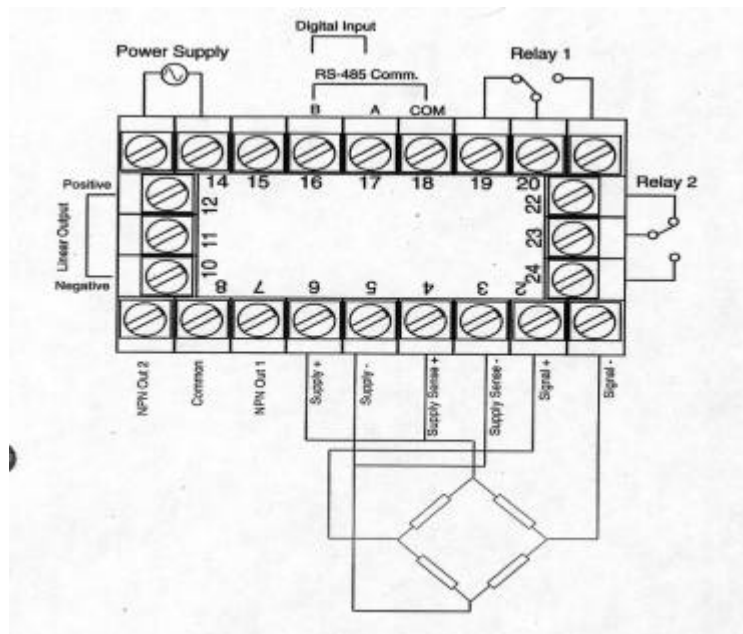 Digital Input
Power Supply
RS-485 Comm.
Relay 1
B A COM
Positive
14 15 16 17 18 19 20
12
22
Relay 2
Linear Output
11
23
10
24
Negative
8 7 6 5 4 3 2
NPN Out 2
Common
NPN Out 1
Supply +
Supply -
Supply Sense +
Supply Sense -
Signal +
Signal -